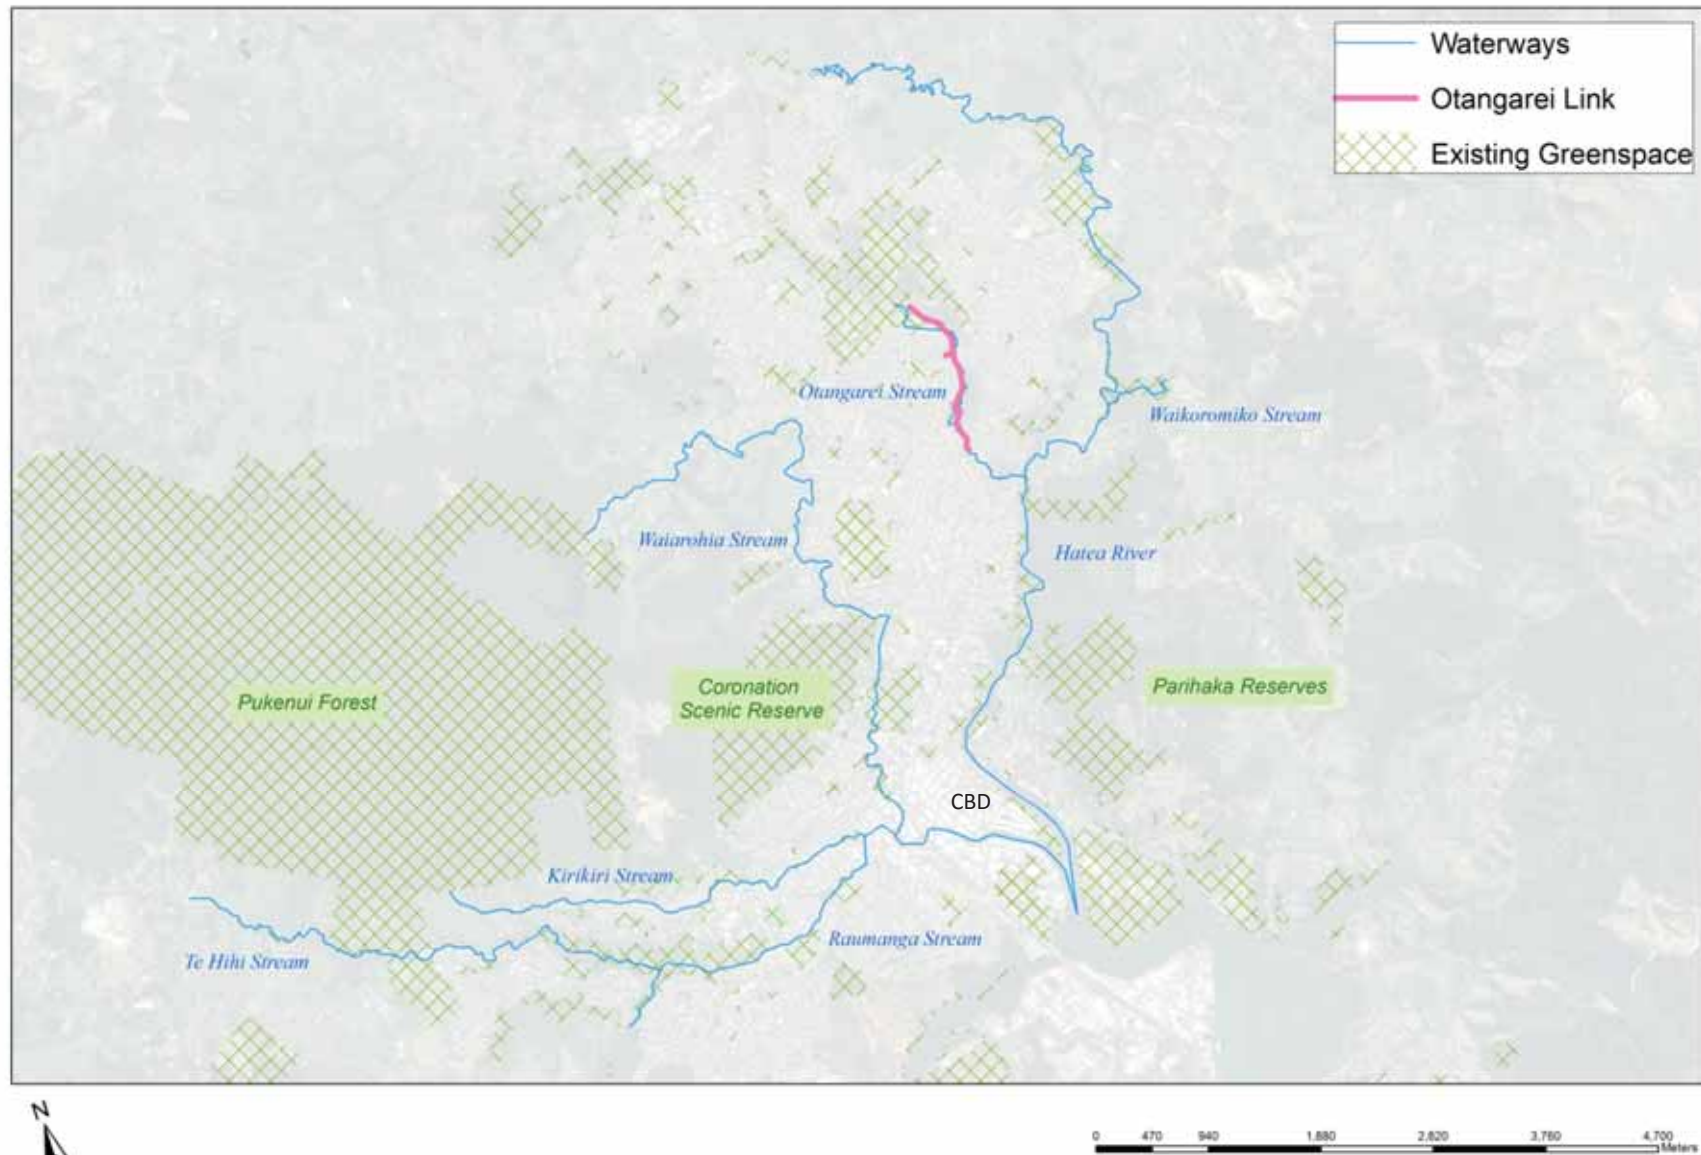 Waterways
Otangarei Link
Existing Greenspace
Otangarei Stream
Waikoromiko Stream
Waiarohia Stream
Hatea River
Pukenui Forest
Coronation
Scenic Reserve
Parihaka Reserves
CBD
Kirikiri Stream
Raumanga Stream
Te Hihi Stream
N
0 470 940 1,880 2,820 3,760 4,700
Meters